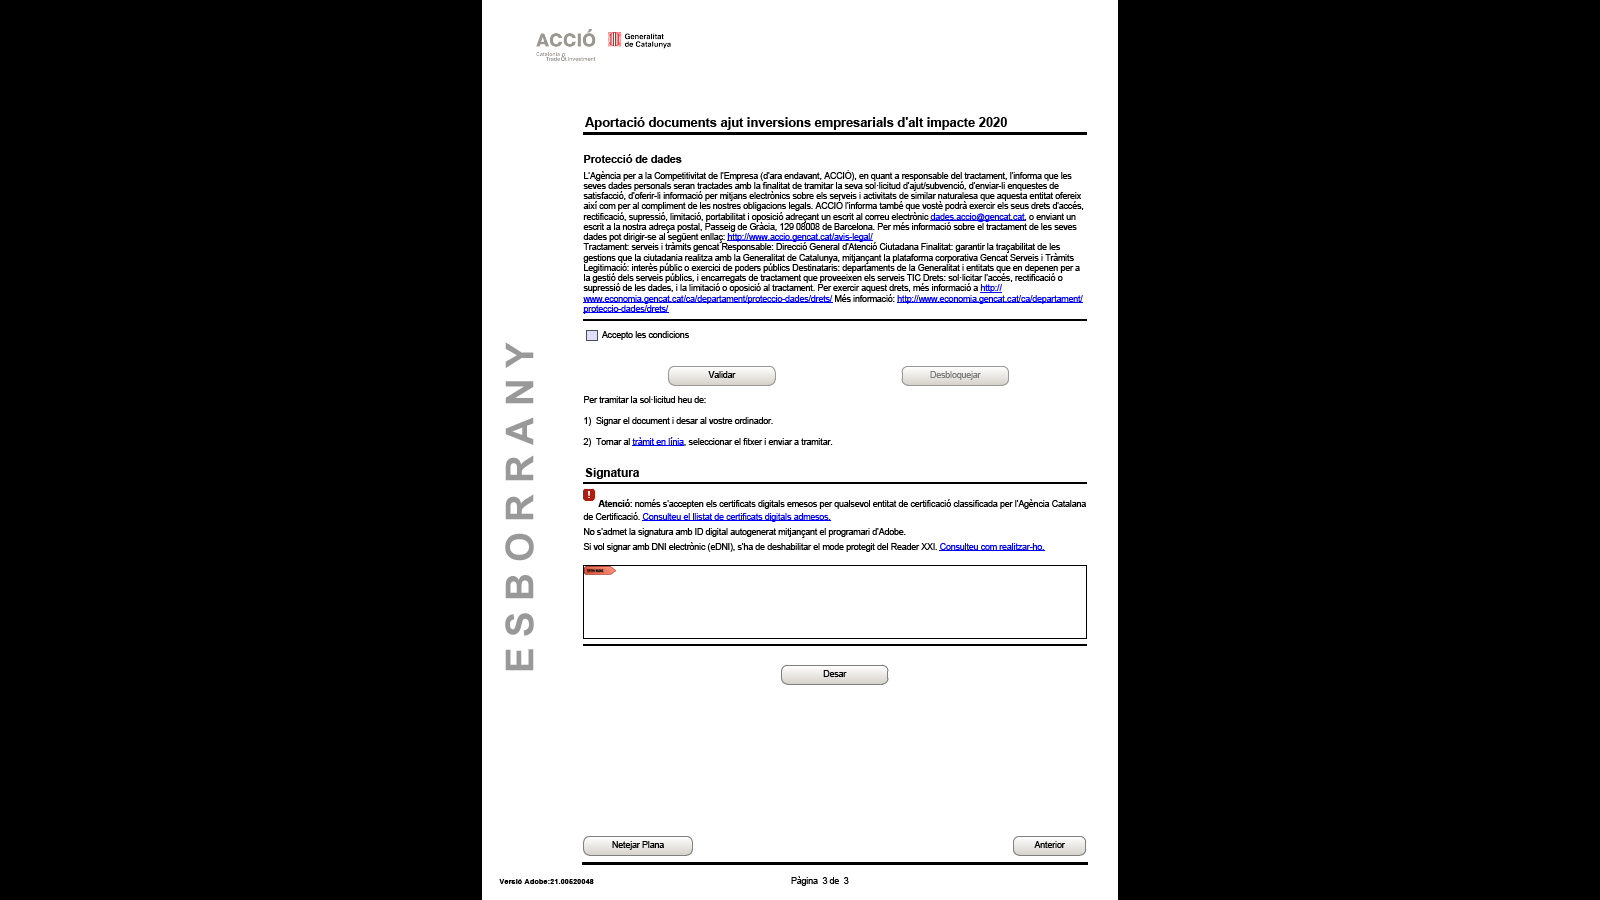 ACCIÓ
Generalitat
de Catalunya
Catalonia
Trade & Investment
Aportació documents ajut inversions empresarials d'alt impacte 2020
Protecció de dades
L'Agència per a la Competitivitat de l'Empresa (d'ara endavant, ACCIÓ), en quant a responsable del tractament, l'informa que les
seves dades personals seran tractades amb la finalitat de tramitar la seva sol·licitud d'ajut/subvenció, d'enviar-li enquestes de
satisfacció, d'oferir-li informació per mitjans electrònics sobre els serveis i activitats de similar naturalesa que aquesta entitat ofereix
així com per al compliment de les nostres obligacions legals. ACCIÓ l'informa també que vostè podrà exercir els seus drets d'accés,
rectificació, supressió, limitació, portabilitat i oposició adreçant un escrit al correu electrònic dades.accio@gencat.cat, o enviant un
escrit a la nostra adreça postal, Passeig de Gràcia, 129 08008 de Barcelona. Per més informació sobre el tractament de les seves
dades pot dirigir-se al següent enllaç: http://www.accio.gencat.cat/avis-legal/
Tractament: serveis i tràmits gencat Responsable: Direcció General d'Atenció Ciutadana Finalitat: garantir la traçabilitat de les
gestions que la ciutadania realitza amb la Generalitat de Catalunya, mitjançant la plataforma corporativa Gencat Serveis i Tràmits
Legitimació: interès públic o exercici de poders públics Destinataris: departaments de la Generalitat i entitats que en depenen per a
la gestió dels serveis públics, i encarregats de tractament que proveeixen els serveis TIC Drets: sol·licitar l'accés, rectificació o
supressió de les dades, i la limitació o oposició al tractament. Per exercir aquest drets, més informació a http://
www.economia.gencat.cat/ca/departament/proteccio-dades/drets/ Més informació: http://www.economia.gencat.cat/ca/departament/
proteccio-dades/drets/
Accepto les condicions
Validar
Desbloquejar
Per tramitar la sol·licitud heu de:
1) Signar el document i desar al vostre ordinador.
2) Tornar al tràmit en línia, seleccionar el fitxer i enviar a tramitar.
Signatura
Atenció: només s'accepten els certificats digitals emesos per qualsevol entitat de certificació classificada per l'Agència Catalana
de Certificació. Consulteu el llistat de certificats digitals admesos.
No s'admet la signatura amb ID digital autogenerat mitjançant el programari d'Adobe.
Si vol signar amb DNI electrònic (eDNI), s'ha de deshabilitar el mode protegit del Reader XXI. Consulteu com realitzar-ho.
ESBORRANY
Desar
Netejar Plana
Anterior
Versió Adobe:21.00520048
Pàgina 3 de 3